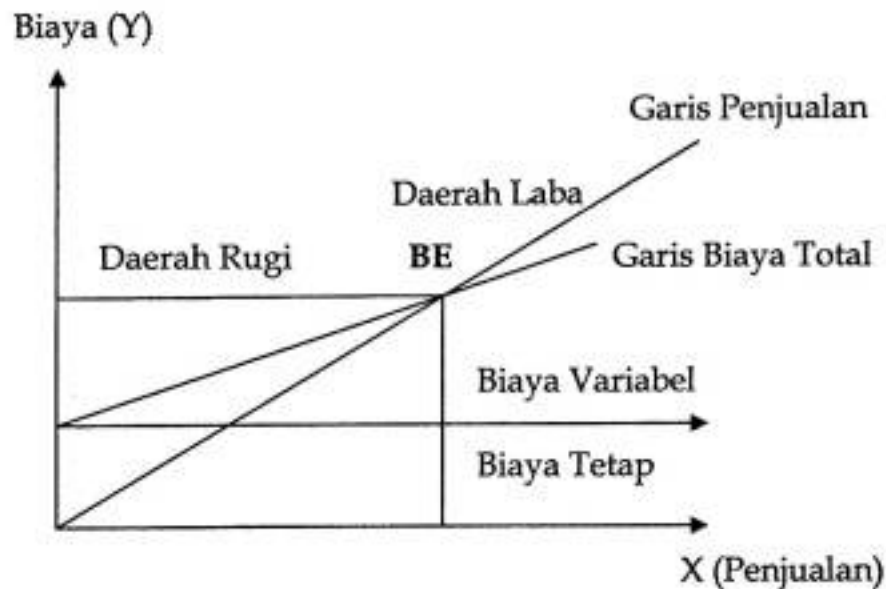 Biaya (Y)
Garis Penjualan
Daerah Laba
Daerah Rugi
BE
Garis Biaya Total
Biaya Variabel
Biaya Tetap
X (Penjualan)